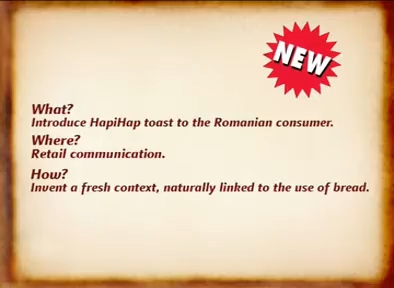 NEW
What?
Introduce HapiHap toast to the Romanian consumer.
Where?
Retail communication.
How?
Invent a fresh context, naturally linked to the use of bread.